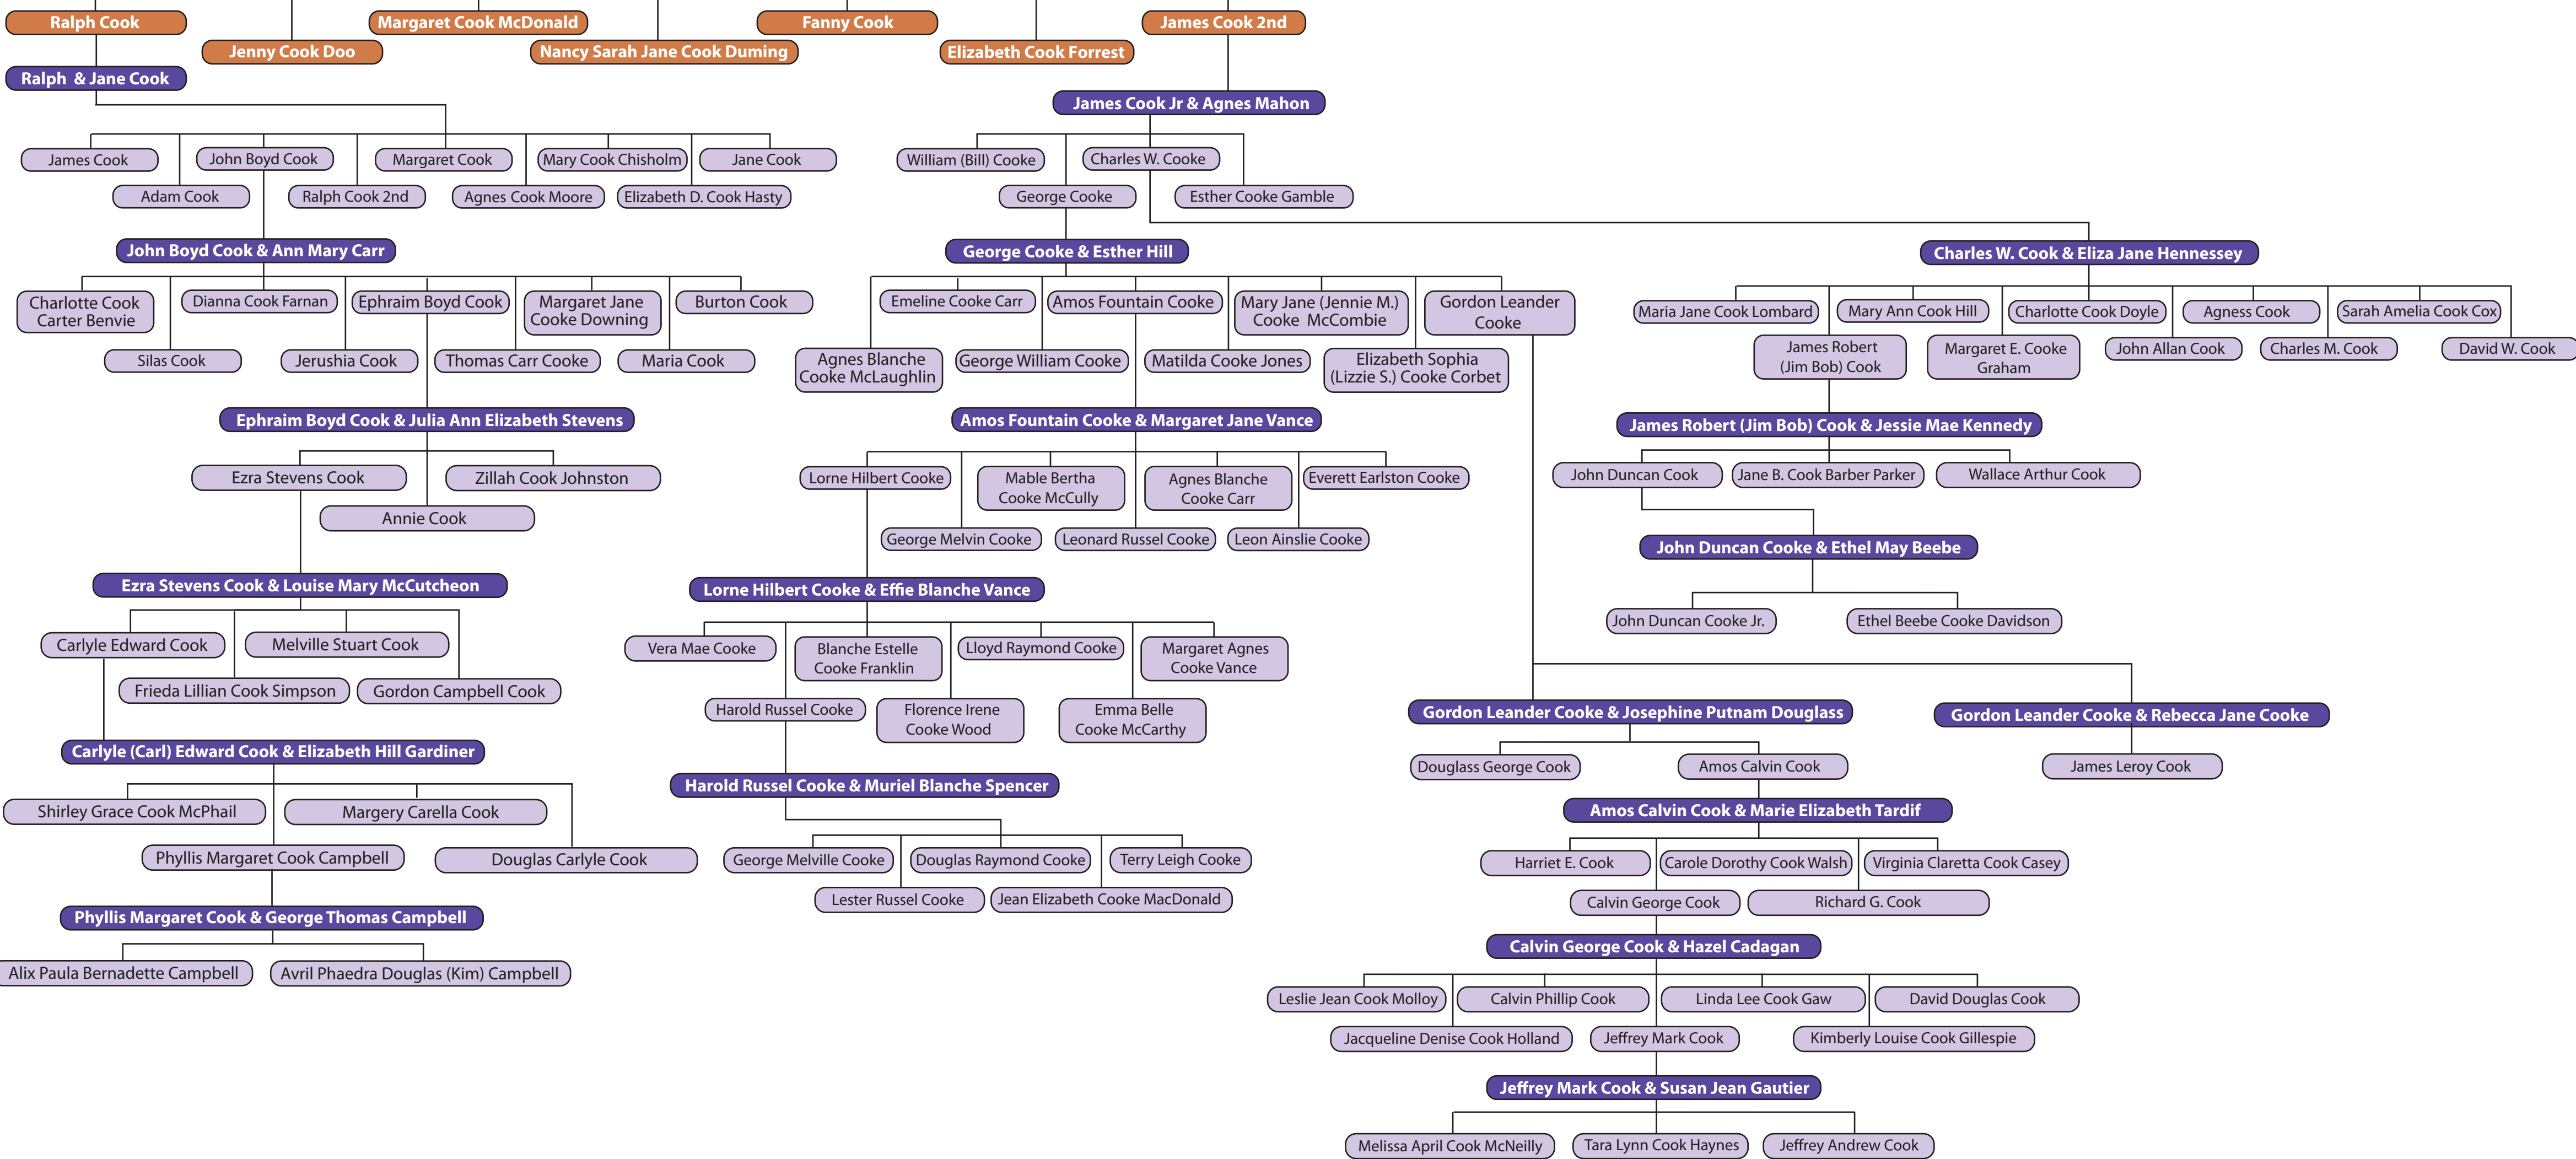 Ralph Cook
Margaret Cook McDonald
Fanny Cook
James Cook 2nd
Jenny Cook Doo
Nancy Sarah Jane Cook Duming
Elizabeth Cook Forrest
Ralph & Jane Cook
James Cook Jr & Agnes Mahon
James Cook
John Boyd Cook
Margaret Cook
Mary Cook Chisholm
Jane Cook
William (Bill) Cooke
Charles W. Cooke
Adam Cook
Ralph Cook 2nd
Agnes Cook Moore
Elizabeth D. Cook Hasty
George Cooke
Esther Cooke Gamble
John Boyd Cook & Ann Mary Carr
George Cooke & Esther Hill
Charles W. Cook & Eliza Jane Hennessey
Charlotte Cook
Carter Benvie
Dianna Cook Farnan
Ephraim Boyd Cook
Margaret Jane
Cooke Downing
Burton Cook
Emeline Cooke Carr
Amos Fountain Cooke
Mary Jane (Jennie M.)
Cooke McCombie
Gordon Leander
Cooke
Maria Jane Cook Lombard
Mary Ann Cook Hill
Charlotte Cook Doyle
Agness Cook
Sarah Amelia Cook Cox
Silas Cook
Jerushia Cook
Thomas Carr Cooke
Maria Cook
Agnes Blanche
Cooke McLaughlin
George William Cooke
Matilda Cooke Jones
Elizabeth Sophia
(Lizzie S.) Cooke Corbet
James Robert
(Jim Bob) Cook
Margaret E. Cooke
Graham
John Allan Cook
Charles M. Cook
David W. Cook
Ephraim Boyd Cook & Julia Ann Elizabeth Stevens
Amos Fountain Cooke & Margaret Jane Vance
James Robert (Jim Bob) Cook & Jessie Mae Kennedy
Ezra Stevens Cook
Zillah Cook Johnston
Lorne Hilbert Cooke
Mable Bertha
Cooke McCully
Agnes Blanche
Cooke Carr
Everett Earlston Cooke
John Duncan Cook
Jane B. Cook Barber Parker
Wallace Arthur Cook
Annie Cook
George Melvin Cooke
Leonard Russel Cooke
Leon Ainslie Cooke
John Duncan Cooke & Ethel May Beebe
Ezra Stevens Cook & Louise Mary McCutcheon
Lorne Hilbert Cooke & Effie Blanche Vance
John Duncan Cooke Jr.
Ethel Beebe Cooke Davidson
Carlyle Edward Cook
Melville Stuart Cook
Vera Mae Cooke
Blanche Estelle
Cooke Franklin
Lloyd Raymond Cooke
Margaret Agnes
Cooke Vance
Frieda Lillian Cook Simpson
Gordon Campbell Cook
Harold Russel Cooke
Florence Irene
Cooke Wood
Emma Belle
Cooke McCarthy
Gordon Leander Cooke & Josephine Putnam Douglass
Gordon Leander Cooke & Rebecca Jane Cooke
Carlyle (Carl) Edward Cook & Elizabeth Hill Gardiner
Douglass George Cook
Amos Calvin Cook
James Leroy Cook
Harold Russel Cooke & Muriel Blanche Spencer
Amos Calvin Cook & Marie Elizabeth Tardif
Shirley Grace Cook McPhail
Margery Carella Cook
Phyllis Margaret Cook Campbell
Douglas Carlyle Cook
George Melville Cooke
Douglas Raymond Cooke
Terry Leigh Cooke
Harriet E. Cook
Carole Dorothy Cook Walsh
Virginia Claretta Cook Casey
Lester Russel Cooke
Jean Elizabeth Cooke MacDonald
Calvin George Cook
Richard G. Cook
Phyllis Margaret Cook & George Thomas Campbell
Calvin George Cook & Hazel Cadagan
Alix Paula Bernadette Campbell
Avril Phaedra Douglas (Kim) Campbell
Leslie Jean Cook Molloy
Calvin Phillip Cook
Linda Lee Cook Gaw
David Douglas Cook
Jacqueline Denise Cook Holland
Jeffrey Mark Cook
Kimberly Louise Cook Gillespie
Jeffrey Mark Cook & Susan Jean Gautier
Melissa April Cook McNeilly
Tara Lynn Cook Haynes
Jeffrey Andrew Cook